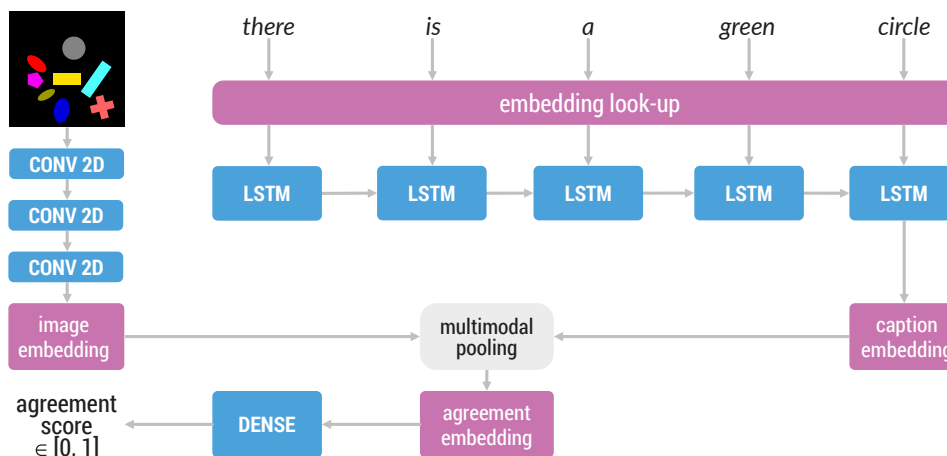 there is a green circle
embedding look-up
CONV 2D
LSTM LSTM LSTM LSTM LSTM
CONV 2D
CONV 2D
image
embedding
multimodal
pooling
caption
embedding
agreement
score
∈ [0, 1]
DENSE
agreement
embedding